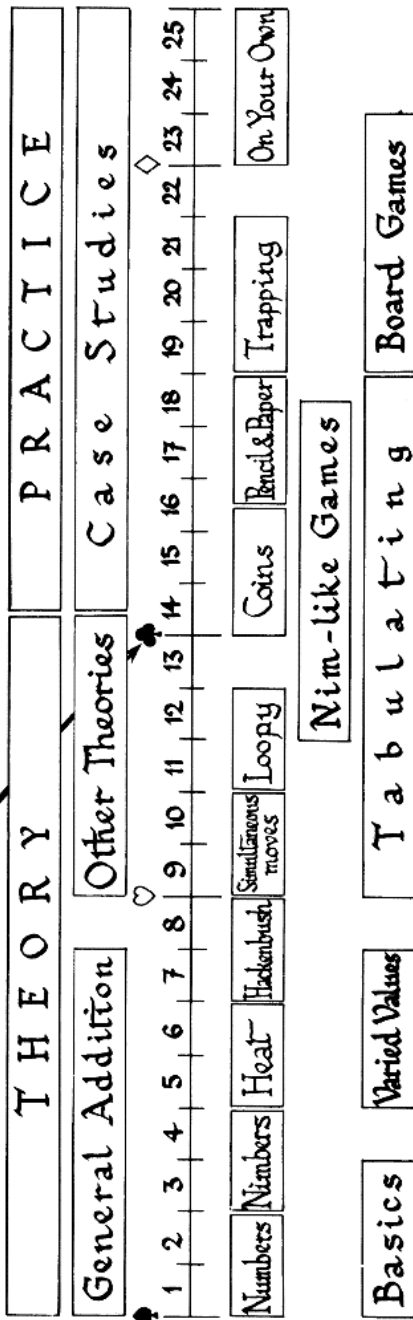 THEORY PRACTICE
General Addition Other Theories Case Studies
1 2 3 4 5 6 7 8 9 10 11 12 13 14 15 16 17 18 19 20 21 22 23 24 25
Numbers Nimbers Heat Hackenbush Simultaneous moves Loopy Coins Pencil & Paper Trapping On Your Own
Nim-like Games
Basics Varied Values Tabulating Board Games